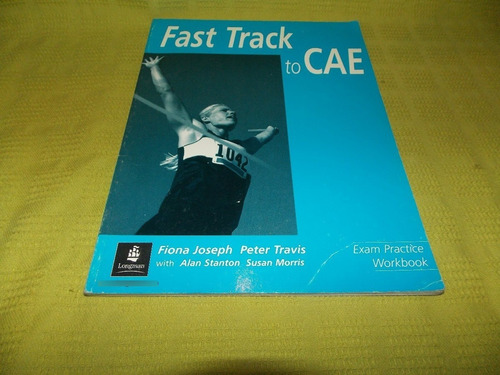 Fast Track
to CAE
1042
Fiona Joseph Peter Travis
with Alan Stanton Susan Morris
Exam Practice
Workbook
Longman